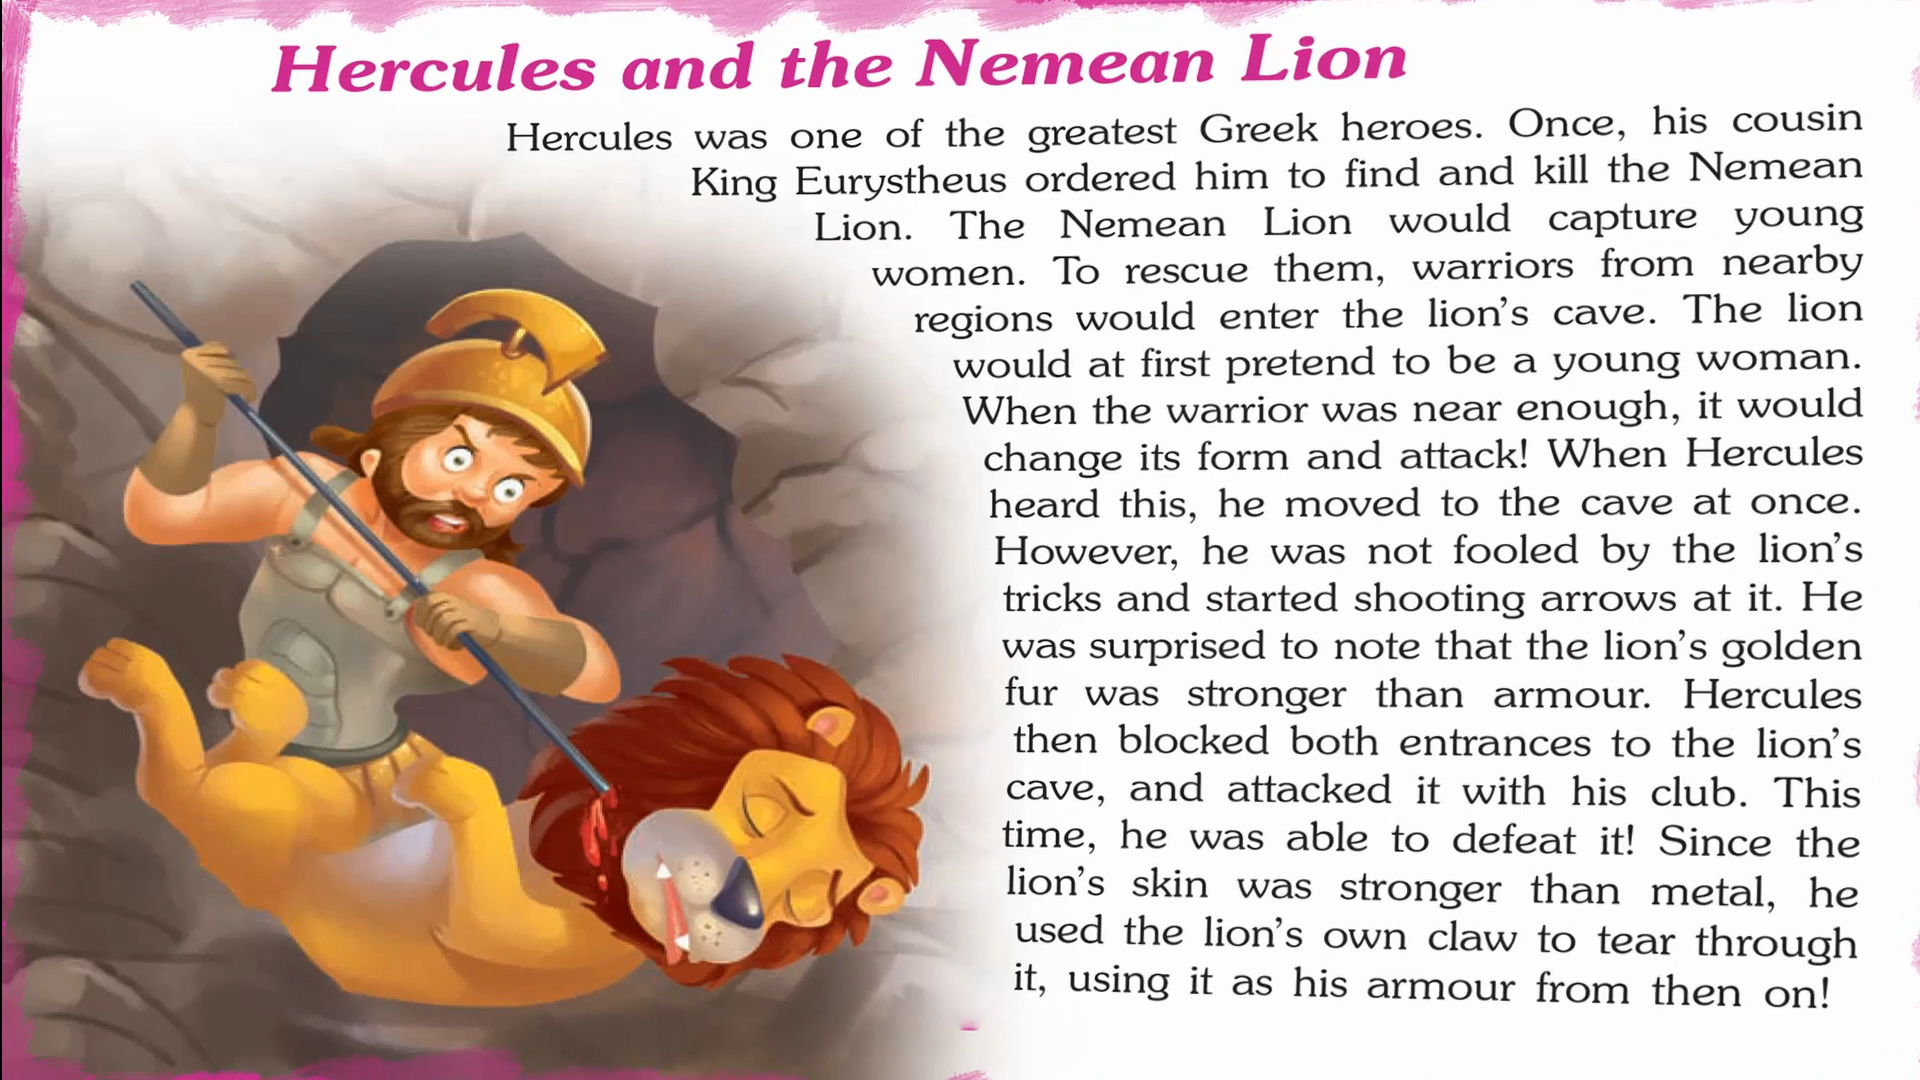 Hercules and the Nemean Lion
Hercules was one of the greatest Greek heroes. Once, his cousin
King Eurystheus ordered him to find and kill the Nemean
Lion. The Nemean Lion would capture young
women. To rescue them, warriors from nearby
regions would enter the lion's cave. The lion
would at first pretend to be a young woman.
When the warrior was near enough, it would
change its form and attack! When Hercules
heard this, he moved to the cave at once.
However, he was not fooled by the lion's
tricks and started shooting arrows at it. He
was surprised to note that the lion's golden
fur was stronger than armour. Hercules
then blocked both entrances to the lion's
cave, and attacked it with his club. This
time, he was able to defeat it! Since the
lion's skin was stronger than metal, he
used the lion's own claw to tear through
it, using it as his armour from then on!